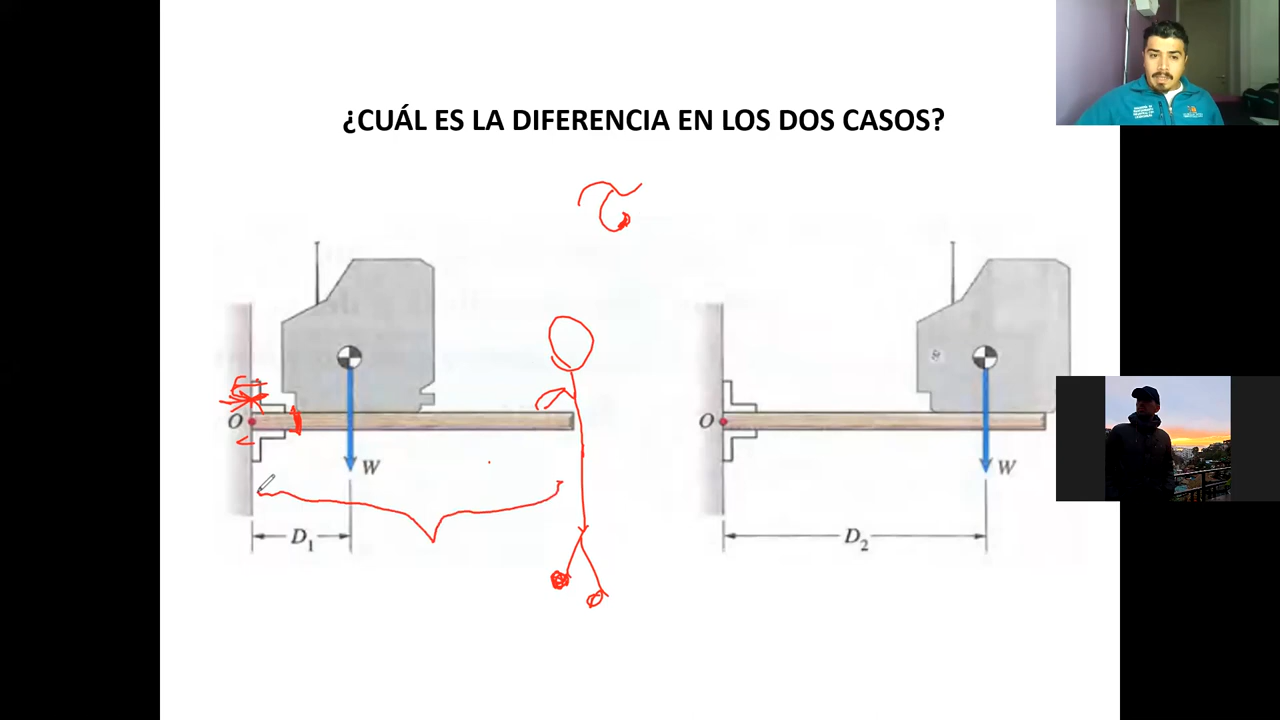 ¿CUÁL ES LA DIFERENCIA EN LOS DOS CASOS?
τ
O
W
D₁
O
W
D₂